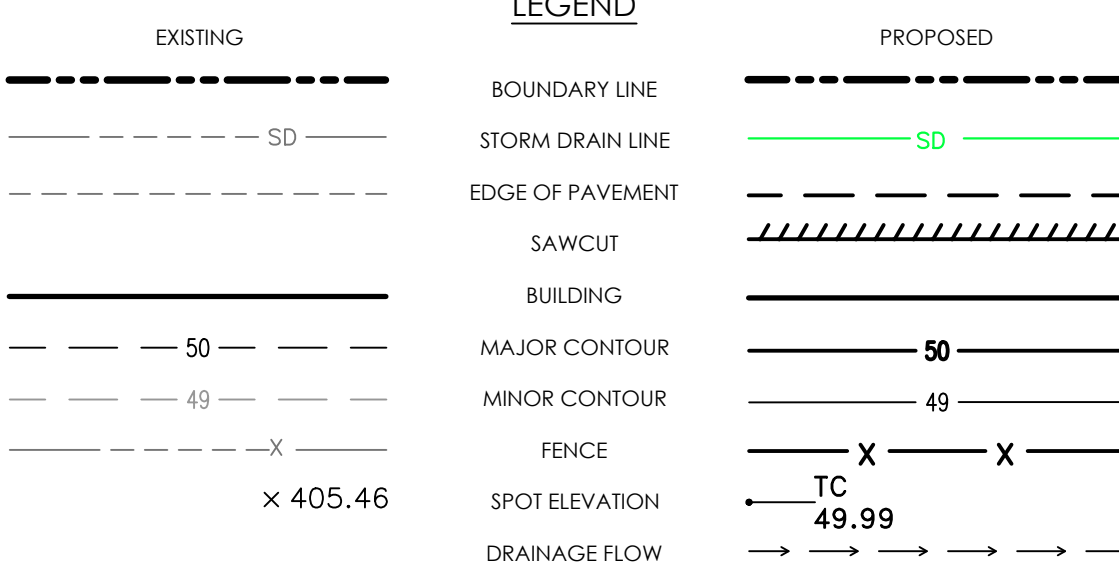 LEGEND
EXISTING PROPOSED
BOUNDARY LINE
SD STORM DRAIN LINE SD
EDGE OF PAVEMENT
SAWCUT
BUILDING
50 MAJOR CONTOUR 50
49 MINOR CONTOUR 49
X FENCE X X
× 405.46 SPOT ELEVATION TC
49.99
DRAINAGE FLOW